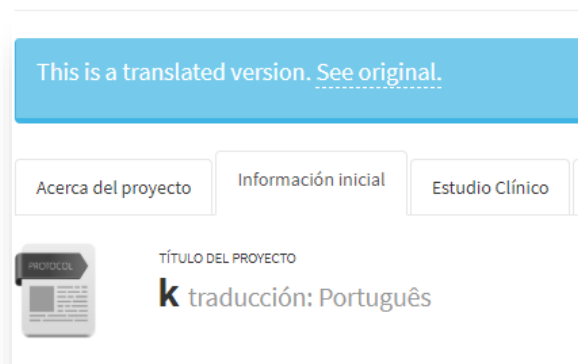 This is a translated version. See original.
Acerca del proyecto Información inicial Estudio Clínico
PROTOCOL
TÍTULO DEL PROYECTO
k traducción: Português